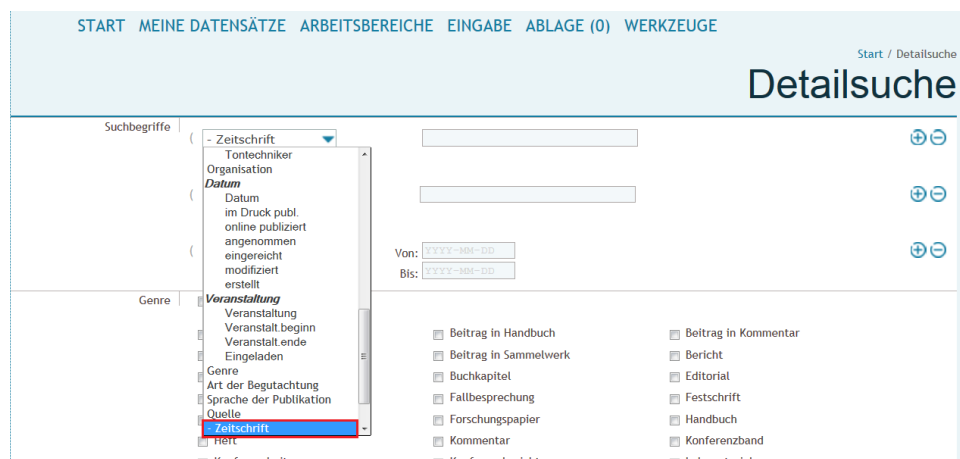 START MEINE DATENSÄTZE ARBEITSBEREICHE EINGABE ABLAGE (0) WERKZEUGE
Start / Detailsuche
Detailsuche
Suchbegriffe
( - Zeitschrift
Tontechniker
Organisation
Datum
( Datum
im Druck publ.
online publiziert
angenommen
( eingereicht
modifiziert
erstellt
Von: YYYY-MM-DD
Bis: YYYY-MM-DD
Genre
Veranstaltung
Veranstaltung
Veranstalt.beginn
Veranstalt.ende
Eingeladen
Genre
Art der Begutachtung
Sprache der Publikation
Quelle
- Zeitschrift
Beitrag in Handbuch Beitrag in Kommentar
Beitrag in Sammelwerk Bericht
Buchkapitel Editorial
Fallbesprechung Festschrift
Forschungspapier Handbuch
Heft Kommentar Konferenzband